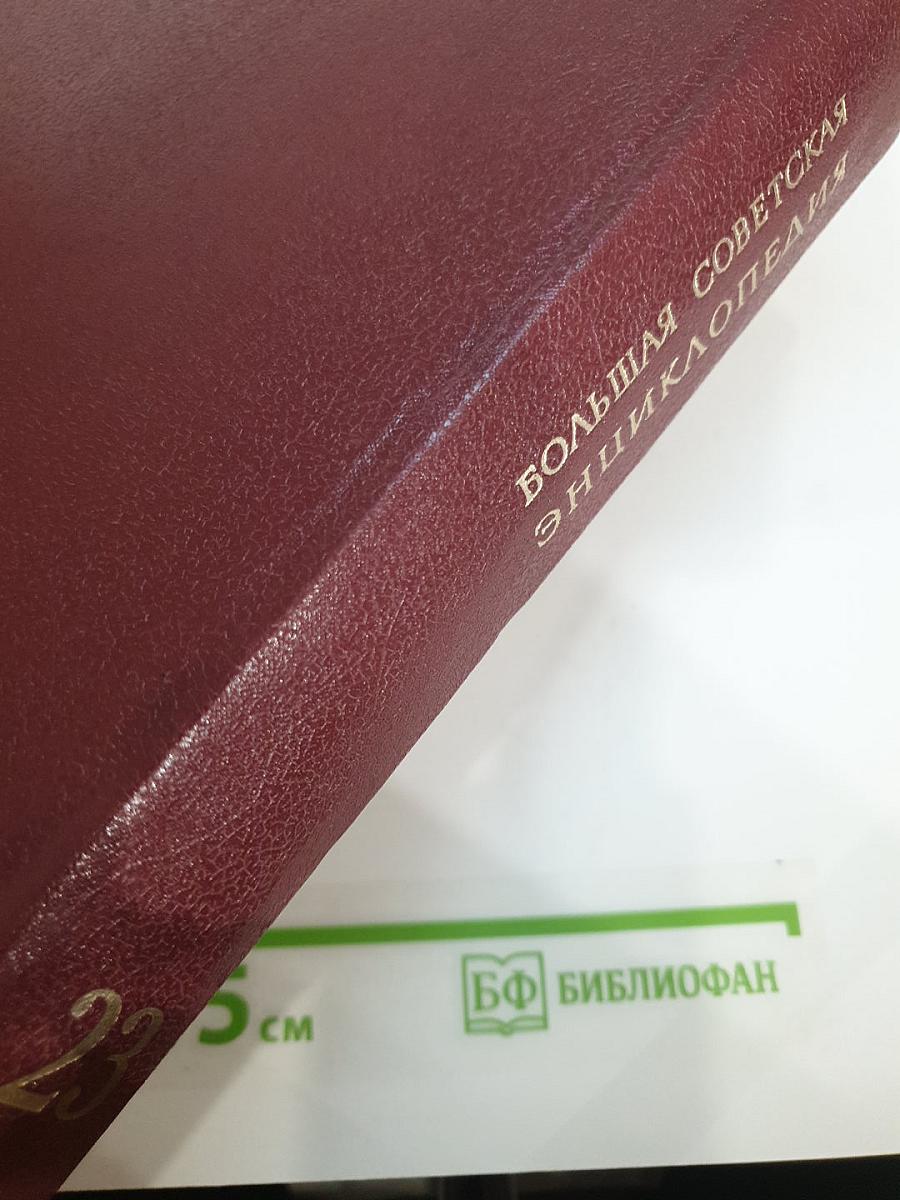 БОЛЬШАЯ СОВЕТСКАЯ
ЭНЦИКЛОПЕДИЯ
23
5 см
БФ БИБЛИОФАН